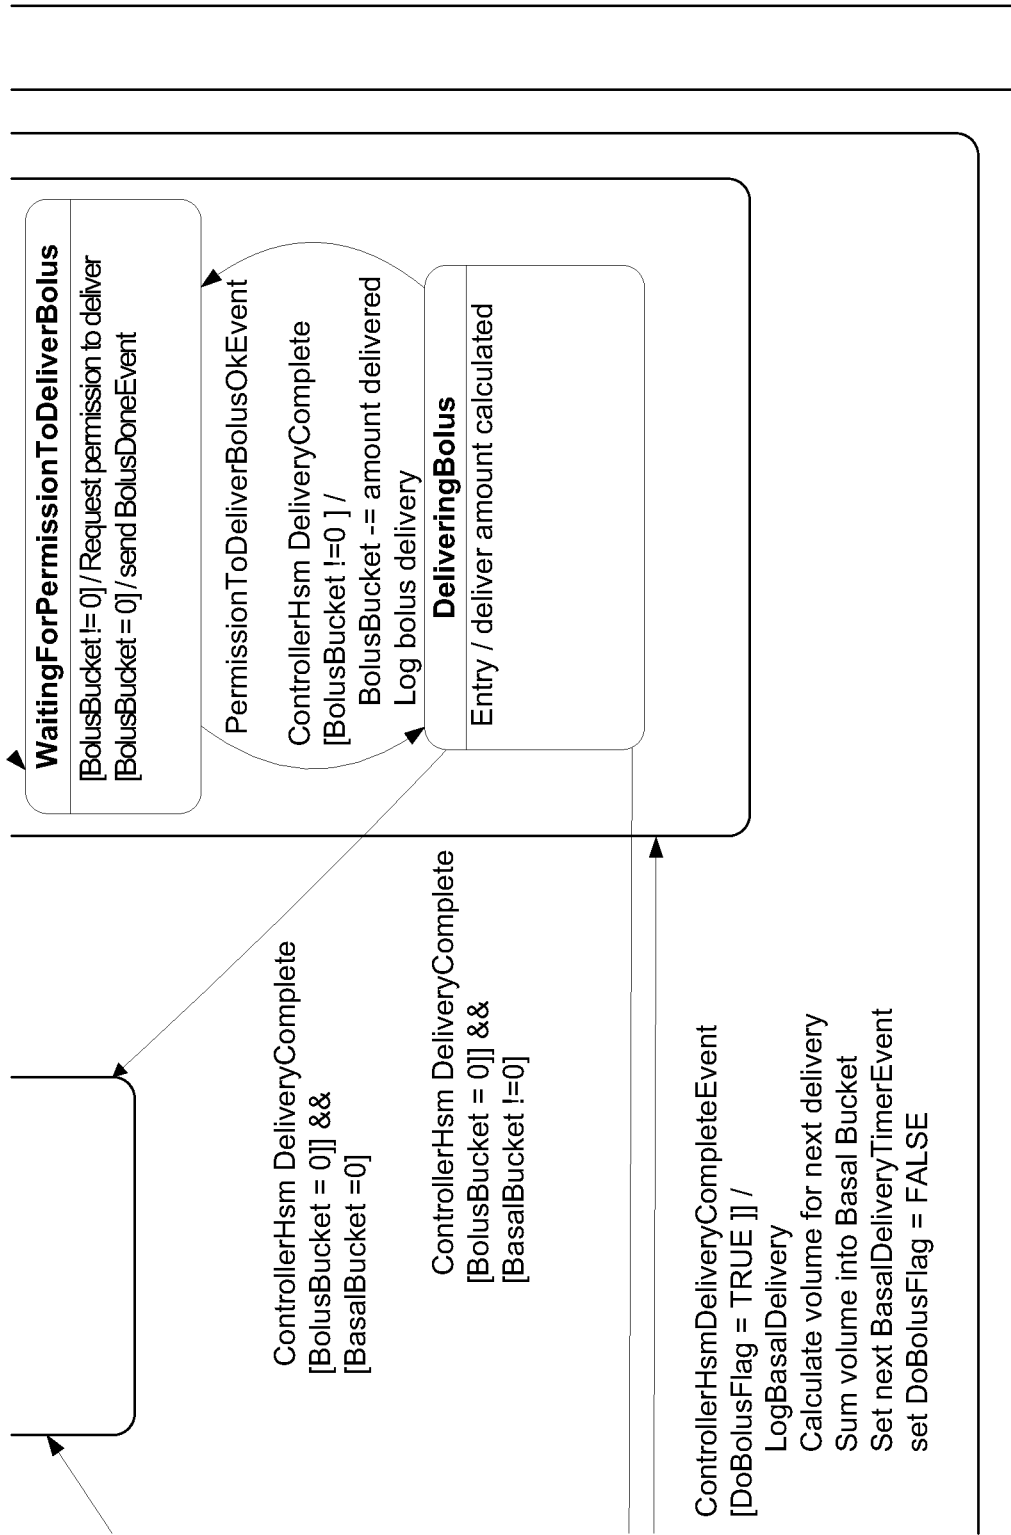 WaitingForPermissionToDeliverBolus
[BolusBucket != 0] / Request permission to deliver
[BolusBucket = 0] / send BolusDoneEvent
PermissionToDeliverBolusOkEvent
ControllerHsm DeliveryComplete
[BolusBucket !=0 ] /
BolusBucket -= amount delivered
Log bolus delivery
DeliveringBolus
Entry / deliver amount calculated
ControllerHsm DeliveryComplete
[BolusBucket = 0]] &&
[BasalBucket =0]
ControllerHsm DeliveryComplete
[BolusBucket = 0]] &&
[BasalBucket !=0]
ControllerHsmDeliveryCompleteEvent
[DoBolusFlag = TRUE ]] /
LogBasalDelivery
Calculate volume for next delivery
Sum volume into Basal Bucket
Set next BasalDeliveryTimerEvent
set DoBolusFlag = FALSE